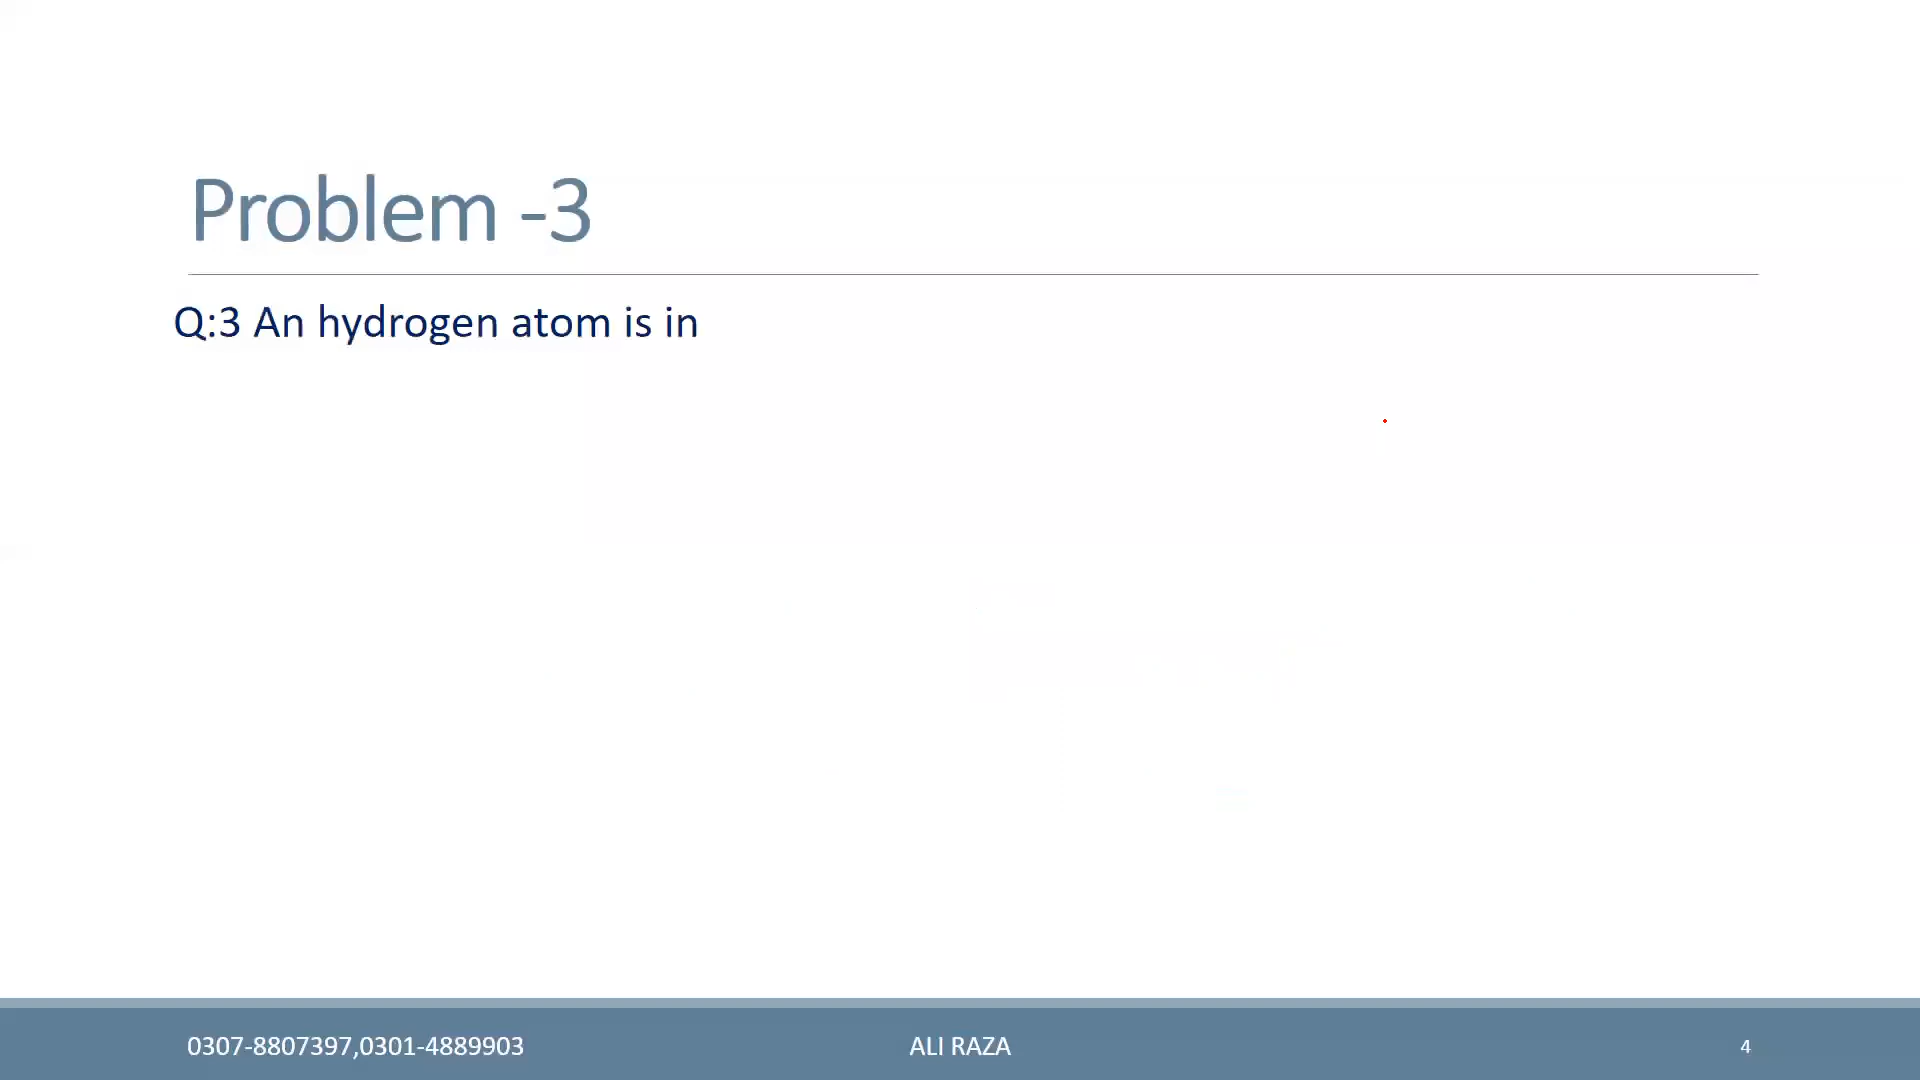 Problem -3
Q:3 An hydrogen atom is in
0307-8807397,0301-4889903
ALI RAZA
4